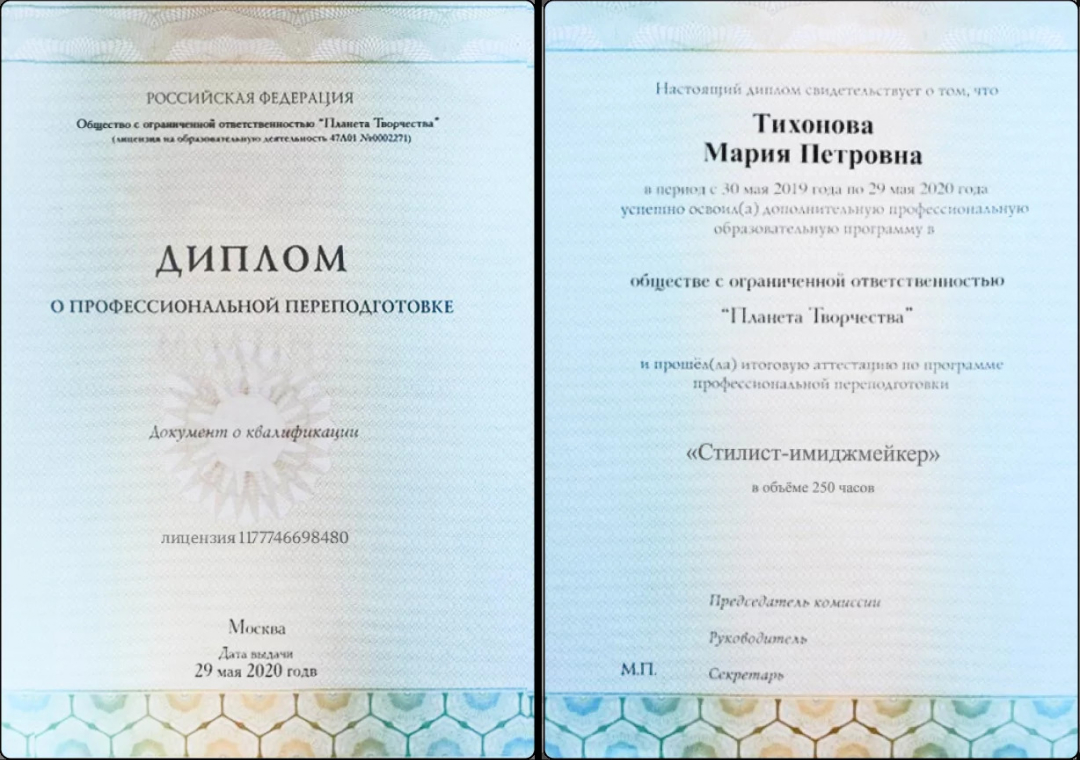 РОССИЙСКАЯ ФЕДЕРАЦИЯ
Общество с ограниченной ответственностью "Планета Творчества"
(лицензия на образовательную деятельность 47Л01 №0002271)
ДИПЛОМ
О ПРОФЕССИОНАЛЬНОЙ ПЕРЕПОДГОТОВКЕ
Документ о квалификации
лицензия 1177746698480
Москва
Дата выдачи
29 мая 2020 годв
Настоящий диплом свидетельствует о том, что
Тихонова
Мария Петровна
в период с 30 мая 2019 года по 29 мая 2020 года
успешно освоил(а) дополнительную профессиональную
образовательную программу в
обществе с ограниченной ответственностью
"Планета Творчества"
и прошёл(ла) итоговую аттестацию по программе
профессиональной переподготовки
«Стилист-имиджмейкер»
в объёме 250 часов
Председатель комиссии
Руководитель
М.П.
Секретарь